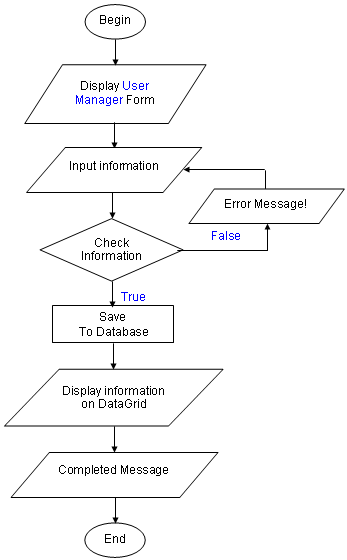 Begin
Display User
Manager Form
Input information
Error Message!
Check
Information
False
True
Save
To Database
Display information
on DataGrid
Completed Message
End